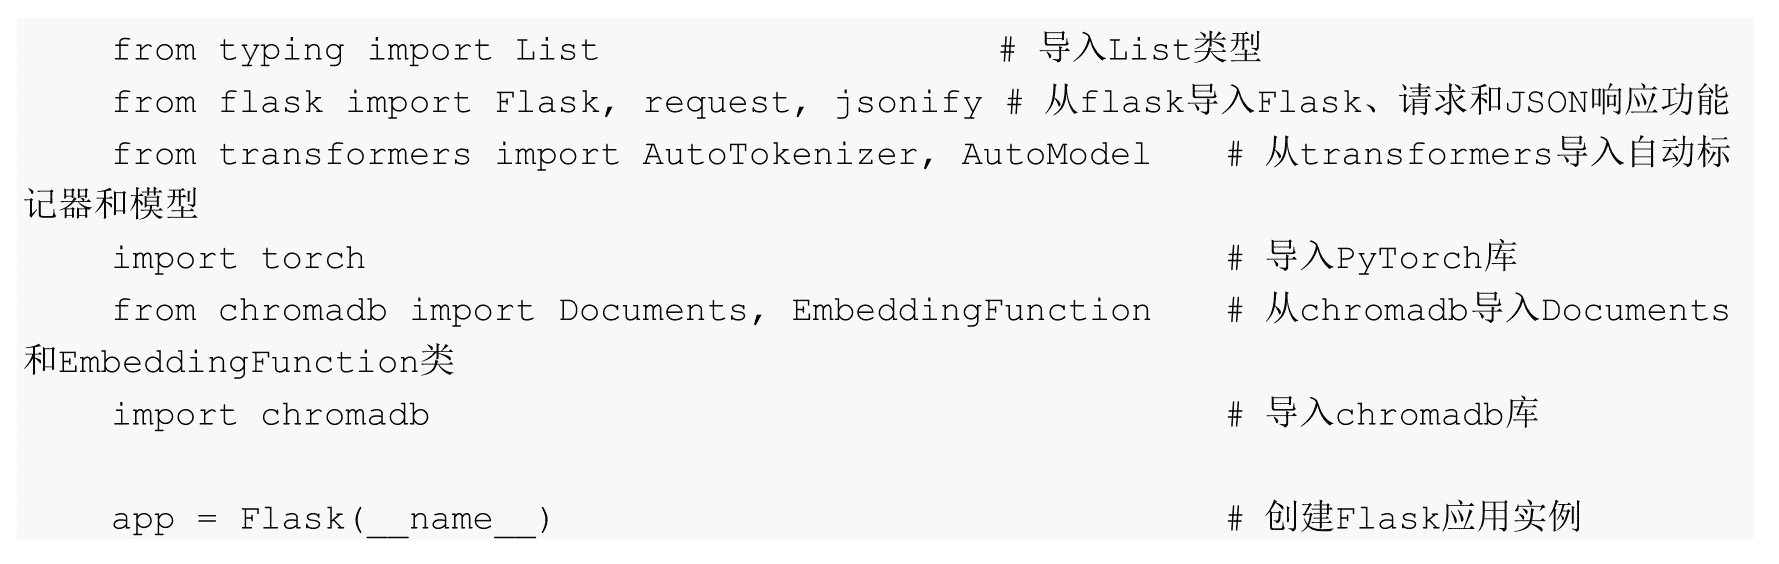 from typing import List # 导入List类型
from flask import Flask, request, jsonify # 从flask导入Flask、请求和JSON响应功能
from transformers import AutoTokenizer, AutoModel # 从transformers导入自动标
记器和模型
import torch # 导入PyTorch库
from chromadb import Documents, EmbeddingFunction # 从chromadb导入Documents
和EmbeddingFunction类
import chromadb # 导入chromadb库
app = Flask(__name__) # 创建Flask应用实例